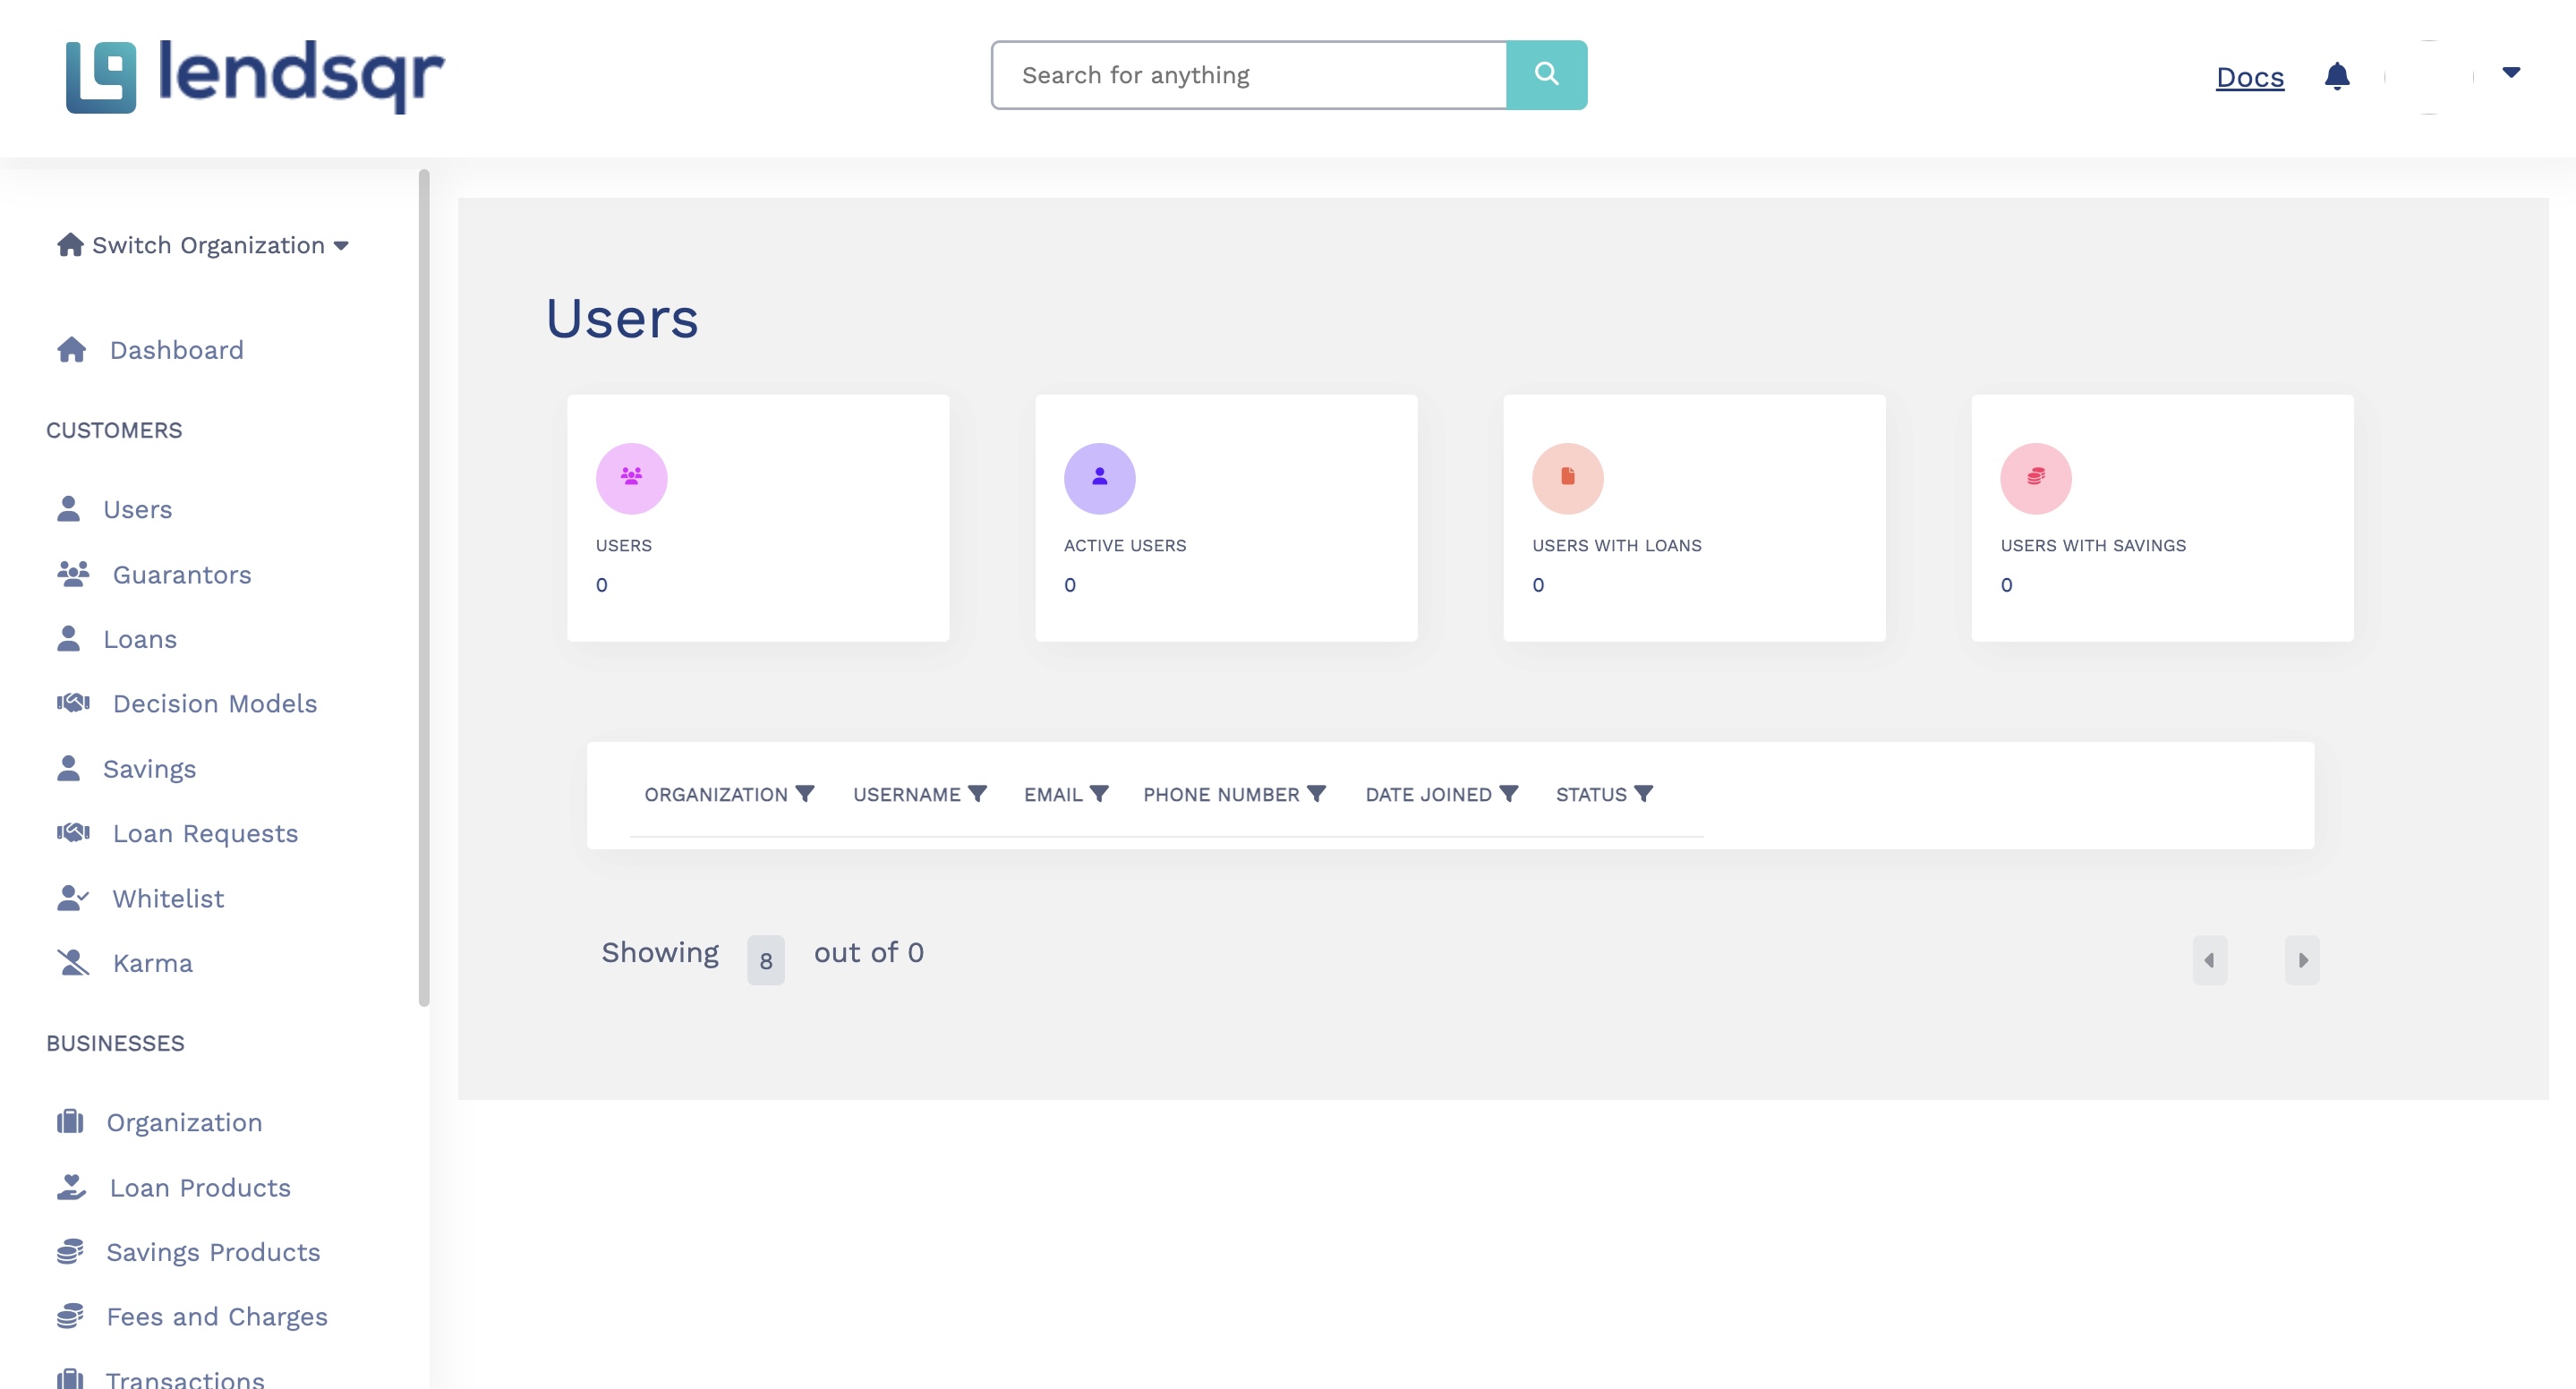 lendsqr
Search for anything
Docs
Switch Organization
Dashboard
CUSTOMERS
Users
Guarantors
Loans
Decision Models
Savings
Loan Requests
Whitelist
Karma
BUSINESSES
Organization
Loan Products
Savings Products
Fees and Charges
Transactions
Users
USERS
0
ACTIVE USERS
0
USERS WITH LOANS
0
USERS WITH SAVINGS
0
ORGANIZATION USERNAME EMAIL PHONE NUMBER DATE JOINED STATUS
Showing 8 out of 0